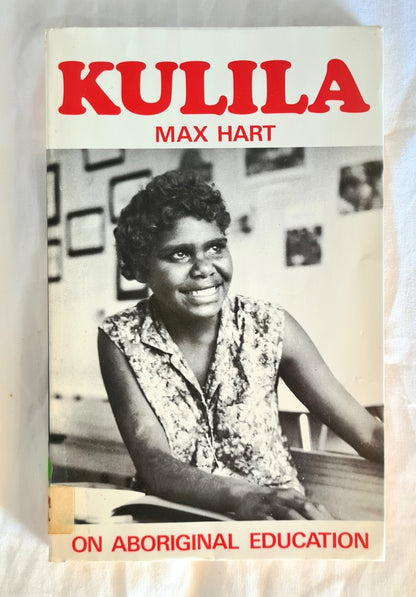 KULILA
MAX HART
ON ABORIGINAL EDUCATION